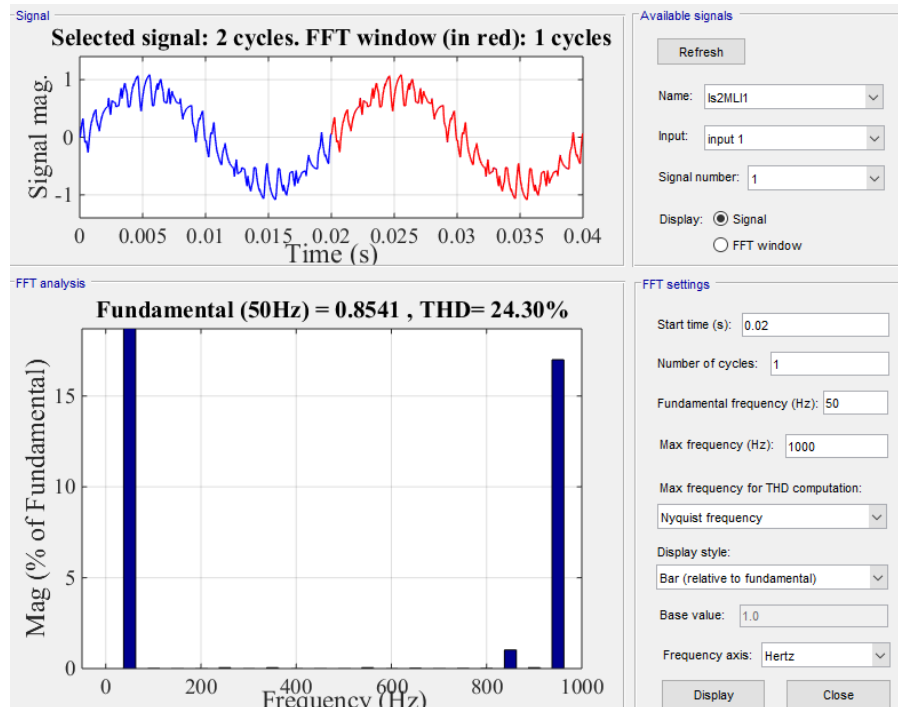 Signal
Selected signal: 2 cycles. FFT window (in red): 1 cycles
Signal mag.
1
0
-1
0 0.005 0.01 0.015 0.02 0.025 0.03 0.035 0.04
Time (s)
Available signals
Refresh
Name: Is2MLI1
Input: input 1
Signal number: 1
Display: Signal
FFT window
FFT analysis
Fundamental (50Hz) = 0.8541 , THD= 24.30%
Mag (% of Fundamental)
15
10
5
0
0 200 400 600 800 1000
Frequency (Hz)
FFT settings
Start time (s): 0.02
Number of cycles: 1
Fundamental frequency (Hz): 50
Max frequency (Hz): 1000
Max frequency for THD computation:
Nyquist frequency
Display style:
Bar (relative to fundamental)
Base value: 1.0
Frequency axis: Hertz
Display Close